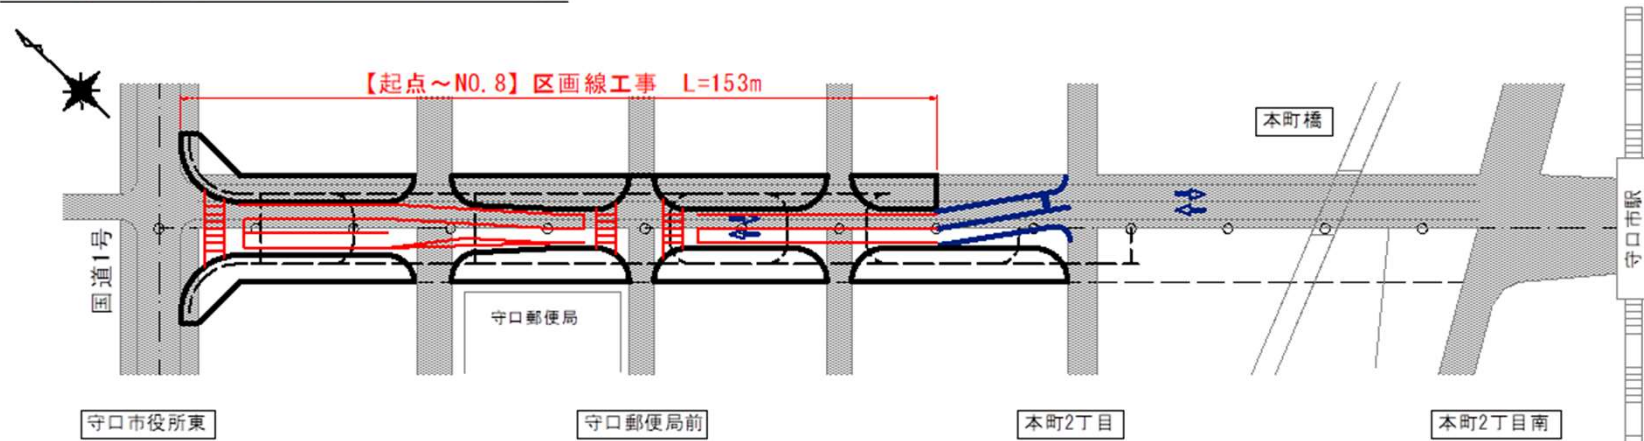 【起点～NO.8】区画線工事　L=153m
本町橋
国道1号
守口市駅
守口郵便局
守口市役所東
守口郵便局前
本町2丁目
本町2丁目南